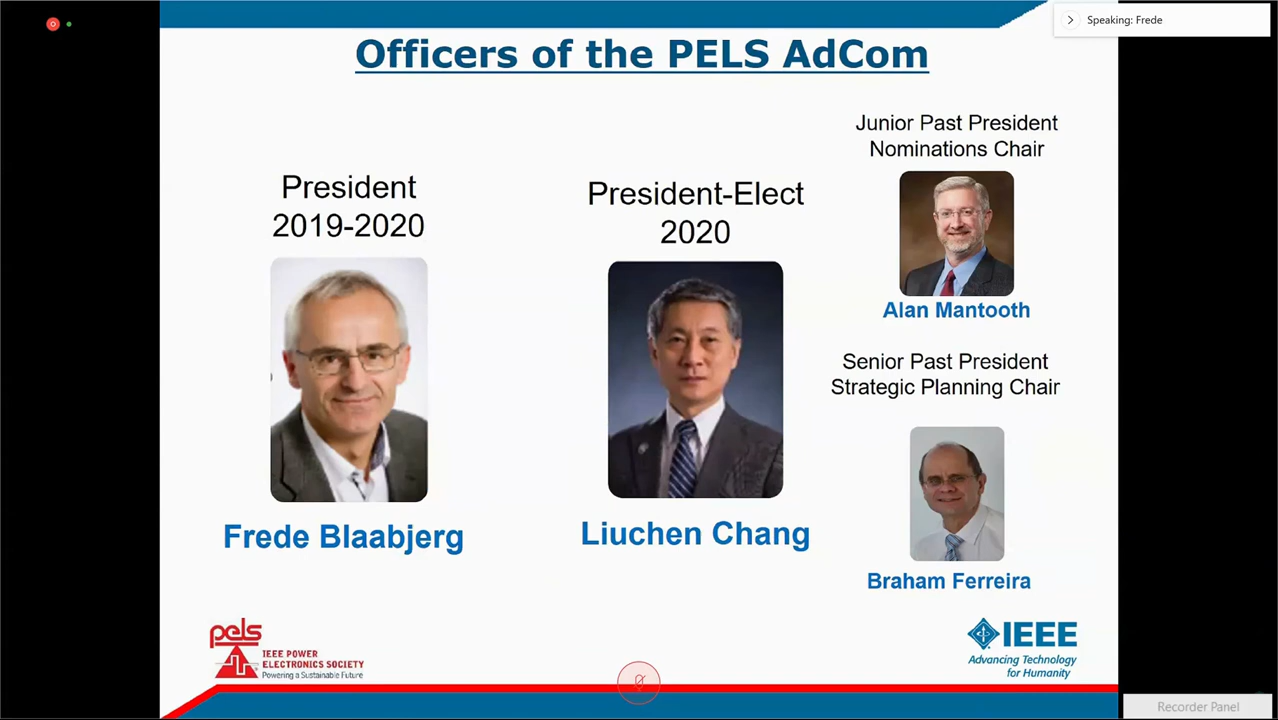 Speaking: Frede
Officers of the PELS AdCom
President
2019-2020
Frede Blaabjerg
President-Elect
2020
Liuchen Chang
Junior Past President
Nominations Chair
Alan Mantooth
Senior Past President
Strategic Planning Chair
Braham Ferreira
pels
IEEE POWER
ELECTRONICS SOCIETY
Powering a Sustainable Future
IEEE
Advancing Technology
for Humanity
Recorder Panel